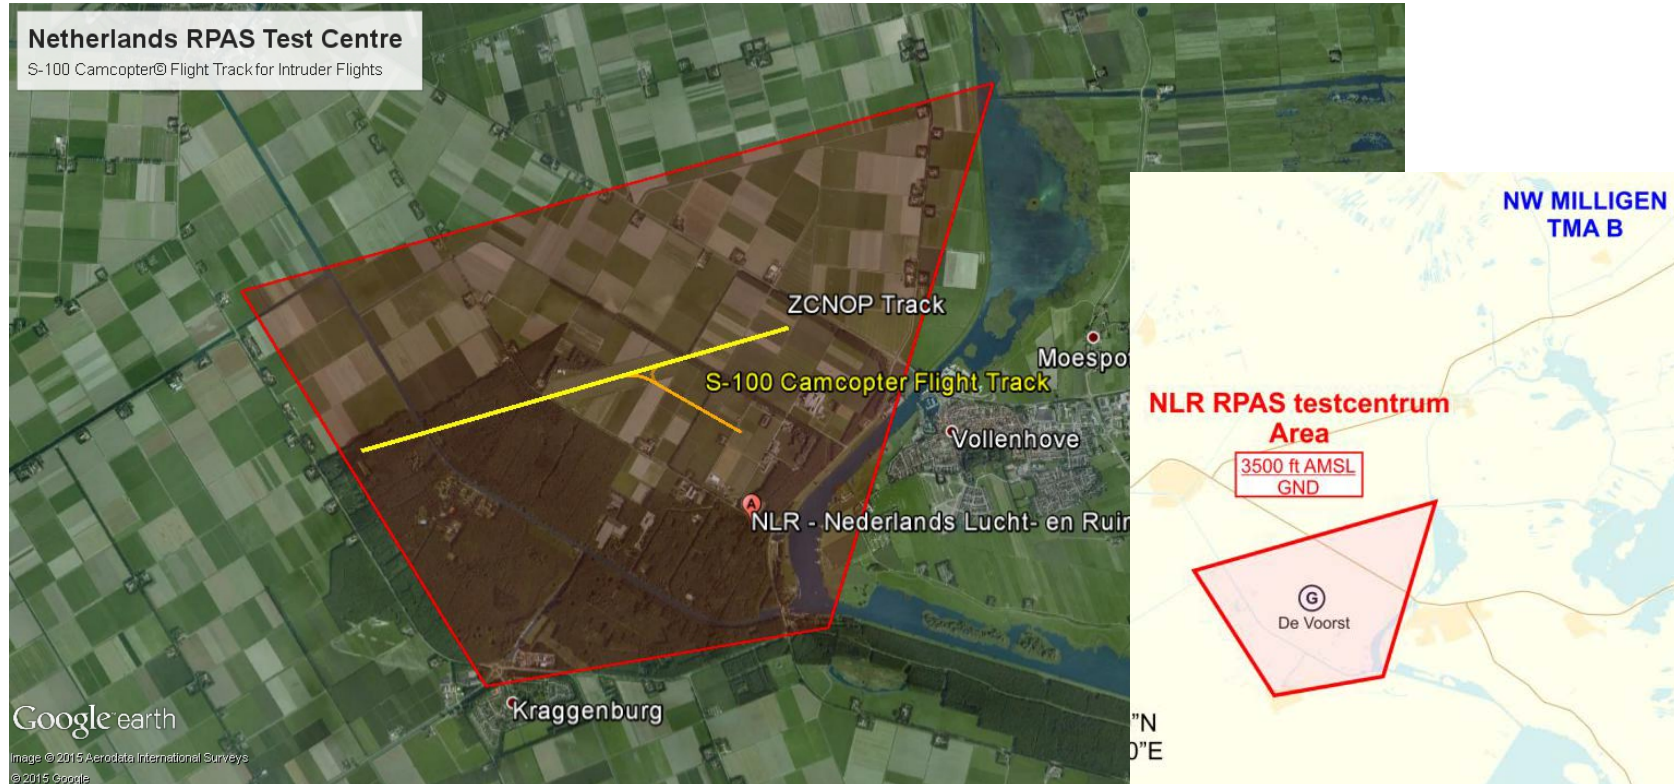 Netherlands RPAS Test Centre
S-100 Camcopter© Flight Track for Intruder Flights
ZCNOP Track
S-100 Camcopter Flight Track
Moespo
Vollenhove
A
NLR - Nederlands Lucht- en Ruir
Kraggenburg
Google earth
Image © 2015 Aerodata International Surveys
© 2015 Google
NW MILLIGEN
TMA B
NLR RPAS testcentrum
Area
3500 ft AMSL
GND
G
De Voorst
"N
0"E